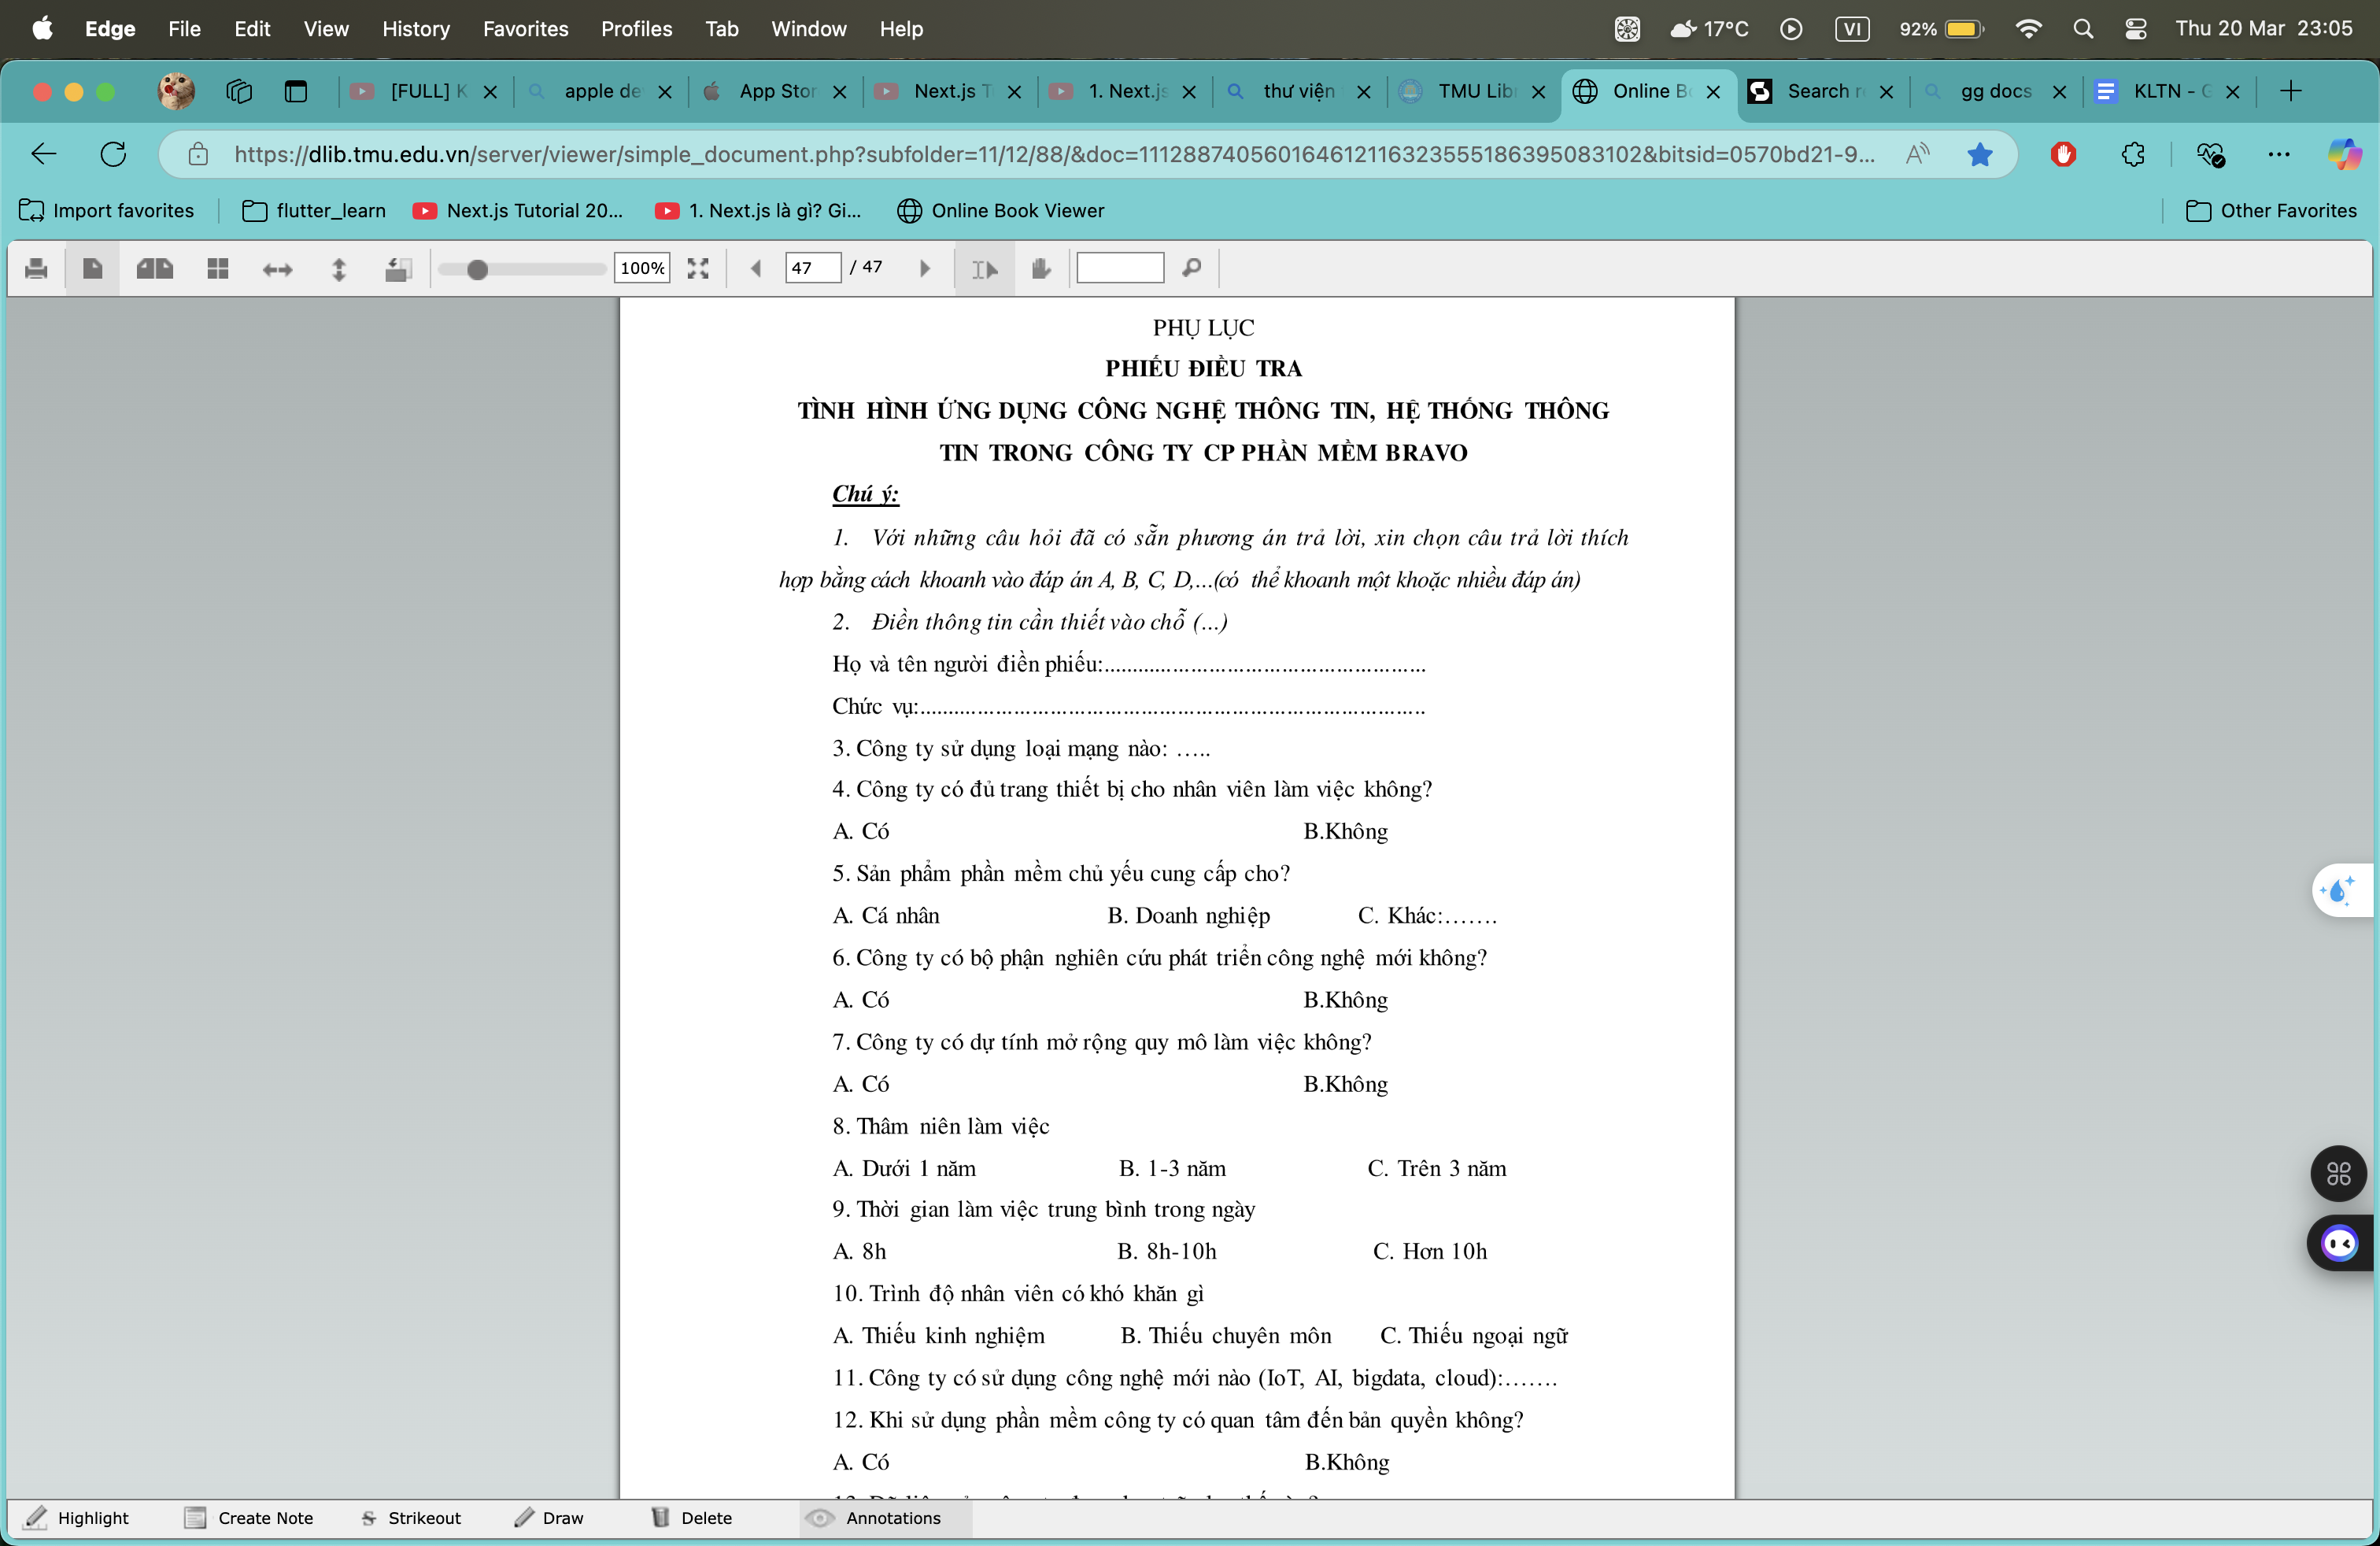 Edge File Edit View History Favorites Profiles Tab Window Help 17°C VI 92% Thu 20 Mar 23:05
[FULL] K apple de App Stor Next.js T 1. Next.js thư viện TMU Lib Online B Search r gg docs KLTN - G
https://dlib.tmu.edu.vn/server/viewer/simple_document.php?subfolder=11/12/88/&doc=111288740560164612116323555186395083102&bitsid=0570bd21-9...
Import favorites flutter_learn Next.js Tutorial 20... 1. Next.js là gì? Gi... Online Book Viewer Other Favorites
100% 47 / 47
PHỤ LỤC
PHIẾU ĐIỀU TRA
TÌNH HÌNH ỨNG DỤNG CÔNG NGHỆ THÔNG TIN, HỆ THỐNG THÔNG
TIN TRONG CÔNG TY CP PHẦN MỀM BRAVO
Chú ý:
1. Với những câu hỏi đã có sẵn phương án trả lời, xin chọn câu trả lời thích
hợp bằng cách khoanh vào đáp án A, B, C, D,...(có thể khoanh một khoặc nhiều đáp án)
2. Điền thông tin cần thiết vào chỗ (...)
Họ và tên người điền phiếu:......................................................
Chức vụ:......................................................................
3. Công ty sử dụng loại mạng nào: .....
4. Công ty có đủ trang thiết bị cho nhân viên làm việc không?
A. Có B.Không
5. Sản phẩm phần mềm chủ yếu cung cấp cho?
A. Cá nhân B. Doanh nghiệp C. Khác:.......
6. Công ty có bộ phận nghiên cứu phát triển công nghệ mới không?
A. Có B.Không
7. Công ty có dự tính mở rộng quy mô làm việc không?
A. Có B.Không
8. Thâm niên làm việc
A. Dưới 1 năm B. 1-3 năm C. Trên 3 năm
9. Thời gian làm việc trung bình trong ngày
A. 8h B. 8h-10h C. Hơn 10h
10. Trình độ nhân viên có khó khăn gì
A. Thiếu kinh nghiệm B. Thiếu chuyên môn C. Thiếu ngoại ngữ
11. Công ty có sử dụng công nghệ mới nào (IoT, AI, bigdata, cloud):.......
12. Khi sử dụng phần mềm công ty có quan tâm đến bản quyền không?
A. Có B.Không
Highlight Create Note Strikeout Draw Delete Annotations